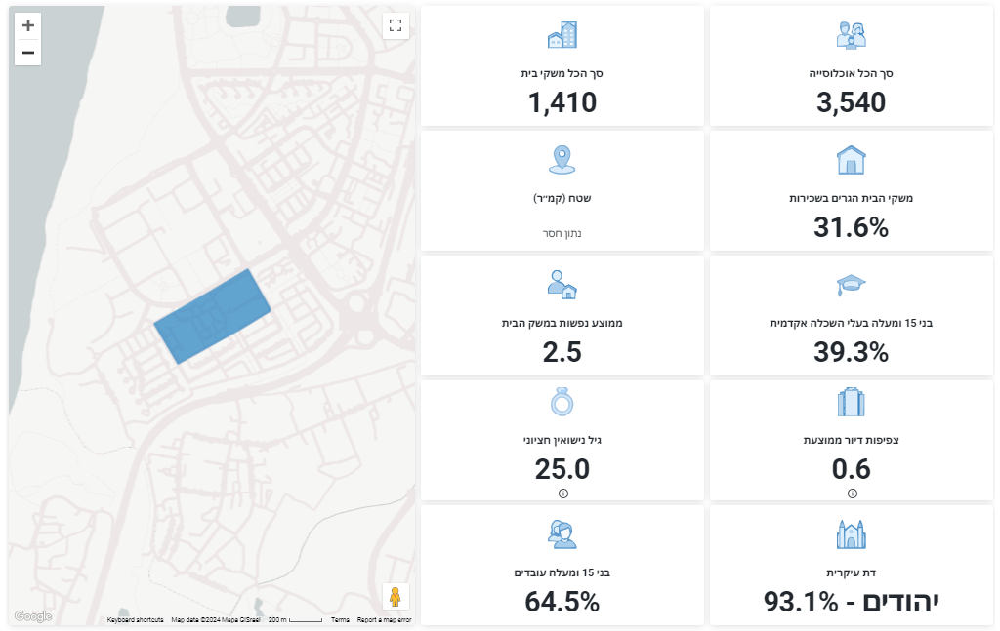 סך הכל אוכלוסייה
3,540
סך הכל משקי בית
1,410
משקי הבית הגרים בשכירות
31.6%
שטח (קמ״ר)
נתון חסר
בני 15 ומעלה בעלי השכלה אקדמית
39.3%
ממוצע נפשות במשק הבית
2.5
צפיפות דיור ממוצעת
0.6
גיל נישואין חציוני
25.0
דת עיקרית
יהודים - 93.1%
בני 15 ומעלה עובדים
64.5%
Google
Keyboard shortcuts Map data ©2024 Mapa GISrael 200 m Terms Report a map error